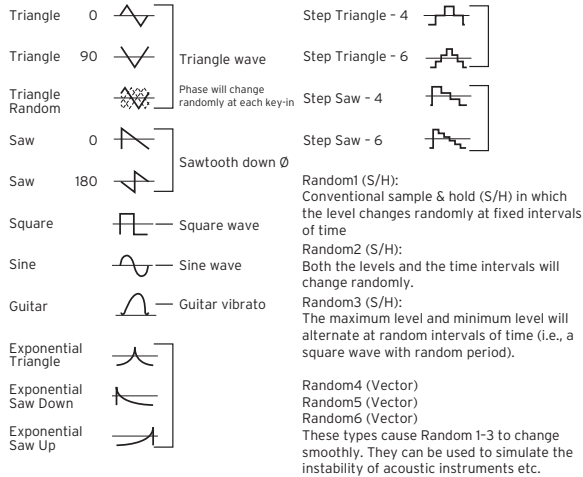 Triangle 0
Triangle 90
Triangle wave
Triangle
Random
Phase will change
randomly at each key-in
Saw 0
Saw 180
Sawtooth down Ø
Square
Square wave
Sine
Sine wave
Guitar
Guitar vibrato
Exponential
Triangle
Exponential
Saw Down
Exponential
Saw Up
Step Triangle – 4
Step Triangle – 6
Step Saw – 4
Step Saw – 6
Random1 (S/H):
Conventional sample & hold (S/H) in which
the level changes randomly at fixed intervals
of time
Random2 (S/H):
Both the levels and the time intervals will
change randomly.
Random3 (S/H):
The maximum level and minimum level will
alternate at random intervals of time (i.e., a
square wave with random period).
Random4 (Vector)
Random5 (Vector)
Random6 (Vector)
These types cause Random 1–3 to change
smoothly. They can be used to simulate the
instability of acoustic instruments etc.